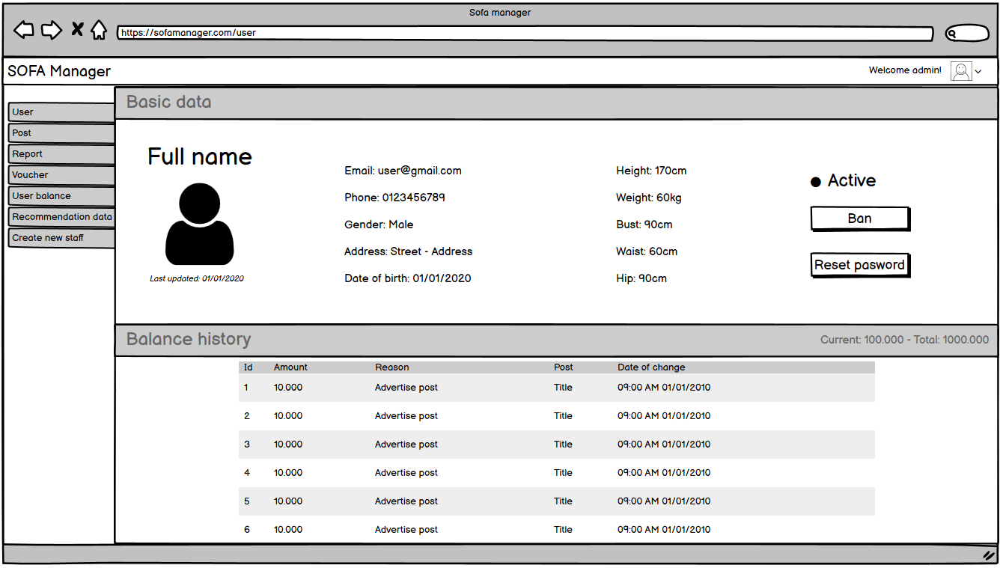 Sofa manager
https://sofamanager.com/user
SOFA Manager
Welcome admin!
User
Post
Report
Voucher
User balance
Recommendation data
Create new staff
Basic data
Full name
Last updated: 01/01/2020
Email: user@gmail.com
Phone: 0123456789
Gender: Male
Address: Street - Address
Date of birth: 01/01/2020
Height: 170cm
Weight: 60kg
Bust: 90cm
Waist: 60cm
Hip: 90cm
Active
Ban
Reset pasword
Balance history
Current: 100.000 - Total: 1000.000
Id Amount Reason Post Date of change
1 10.000 Advertise post Title 09:00 AM 01/01/2010
2 10.000 Advertise post Title 09:00 AM 01/01/2010
3 10.000 Advertise post Title 09:00 AM 01/01/2010
4 10.000 Advertise post Title 09:00 AM 01/01/2010
5 10.000 Advertise post Title 09:00 AM 01/01/2010
6 10.000 Advertise post Title 09:00 AM 01/01/2010